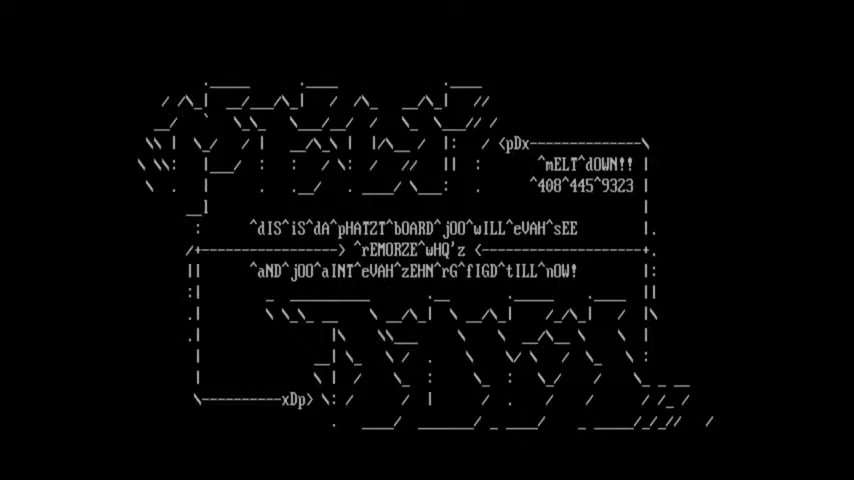 <pDx
^mELT^dOWN!!
^408^445^9323
^dIS^iS^dA^pHATZT^bOARD^jOO^wILL^eVAH^sEE
> ^rEMORZE^wHQ'z <
^aND^jOO^aINT^eVAH^zEHN^rG^fIGD^tILL^nOW!
xDp>